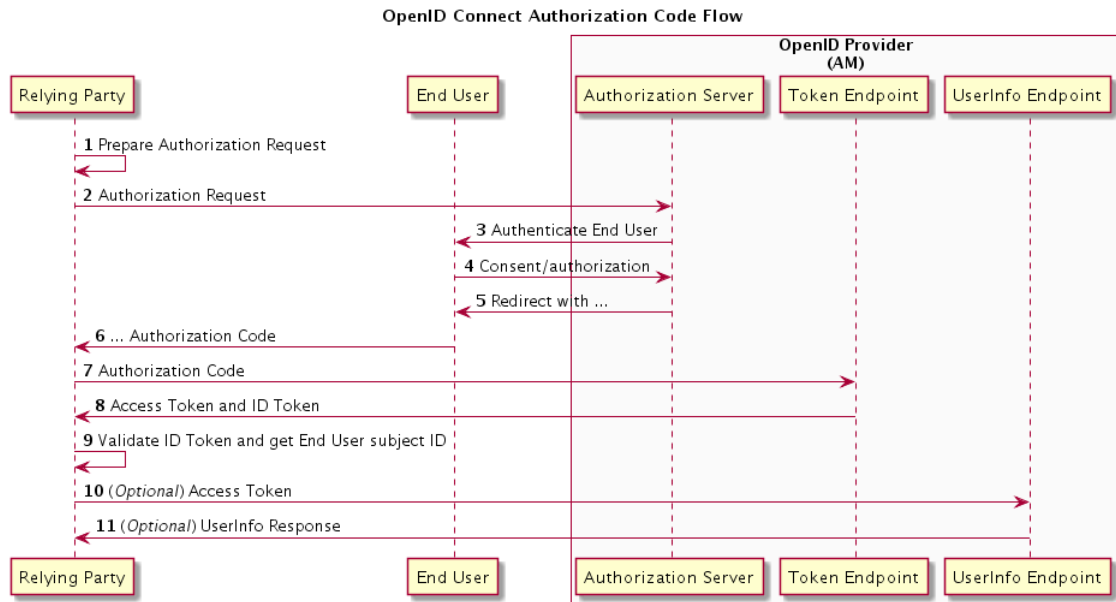 OpenID Connect Authorization Code Flow
OpenID Provider
(AM)
Relying Party
End User
Authorization Server
Token Endpoint
UserInfo Endpoint
1 Prepare Authorization Request
2 Authorization Request
3 Authenticate End User
4 Consent/authorization
5 Redirect with ...
6 ... Authorization Code
7 Authorization Code
8 Access Token and ID Token
9 Validate ID Token and get End User subject ID
10 (Optional) Access Token
11 (Optional) UserInfo Response
Relying Party
End User
Authorization Server
Token Endpoint
UserInfo Endpoint